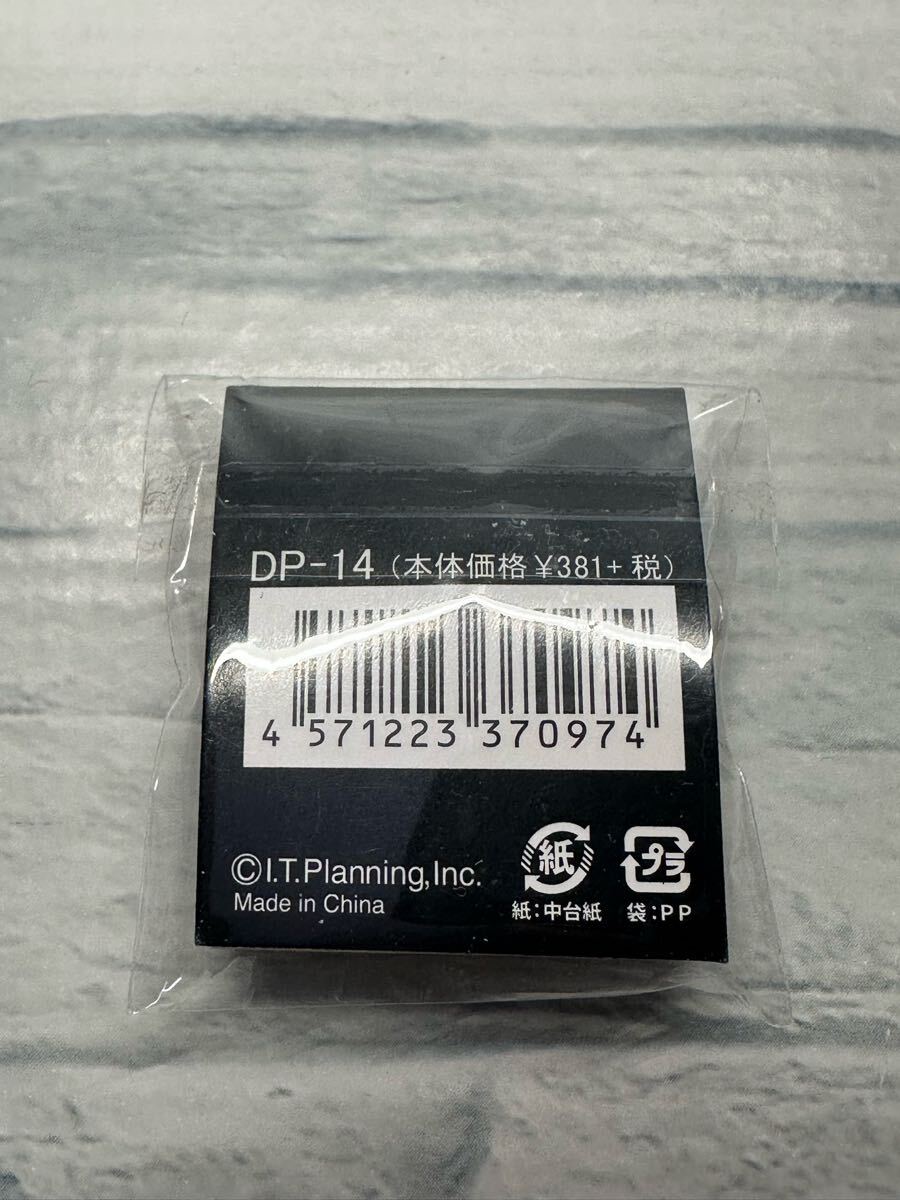 DP-14（本体価格￥381+ 税）
4 571223 370974
©I.T.Planning,Inc.
Made in China
紙
プラ
紙：中台紙
袋：PP